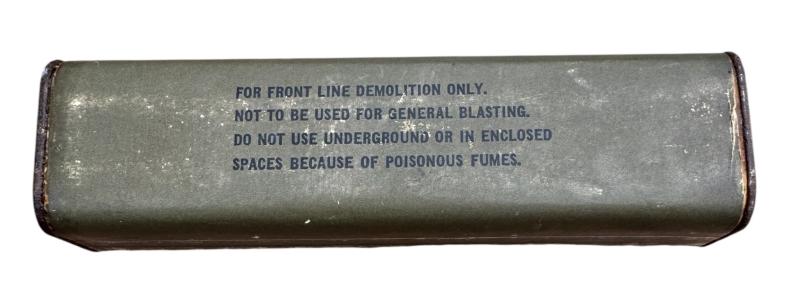 FOR FRONT LINE DEMOLITION ONLY.
NOT TO BE USED FOR GENERAL BLASTING.
DO NOT USE UNDERGROUND OR IN ENCLOSED
SPACES BECAUSE OF POISONOUS FUMES.